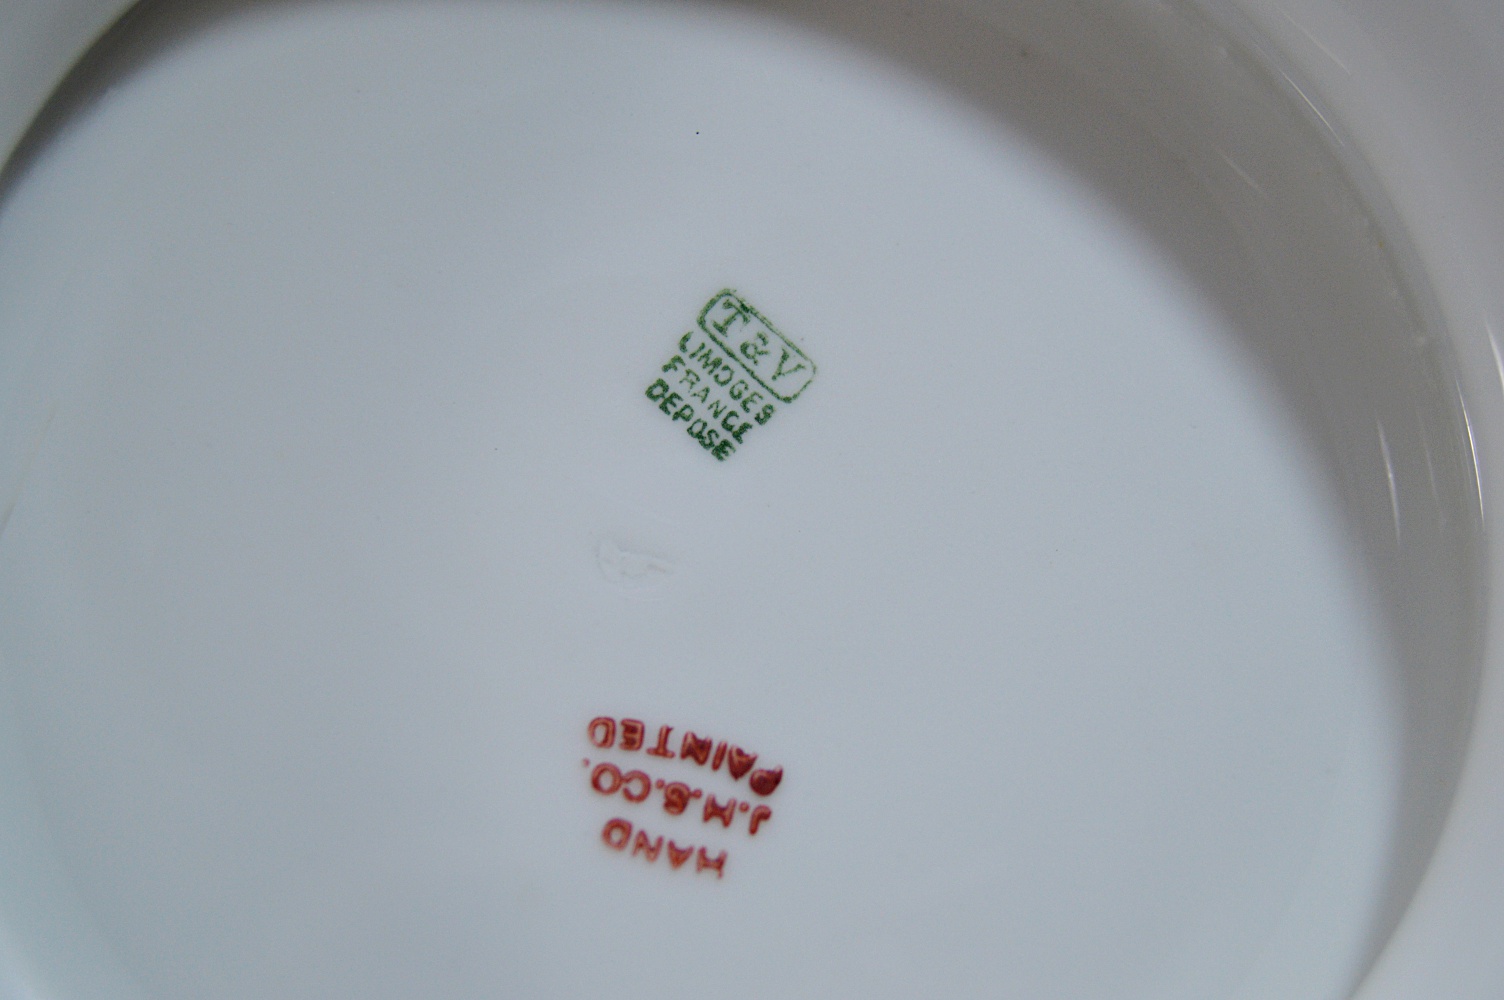 T & V
LIMOGES
FRANCE
DEPOSE
HAND
J.H.S.CO.
PAINTED